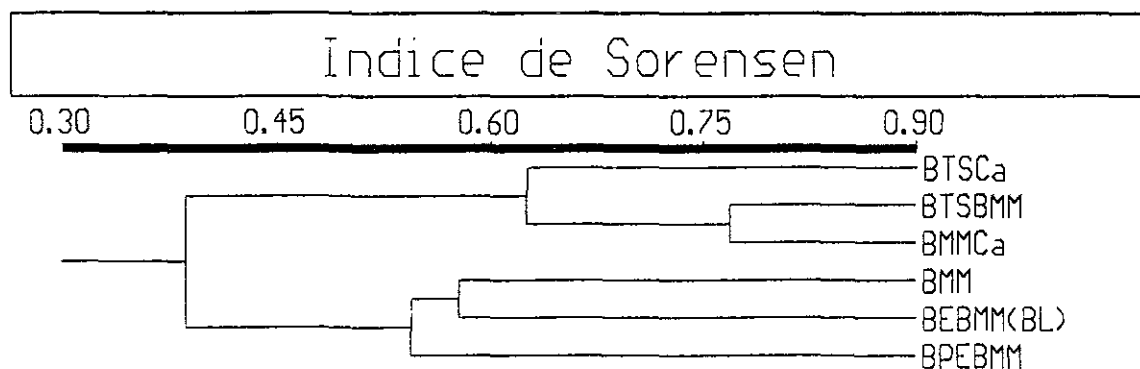 Indice de Sorensen
0.30 0.45 0.60 0.75 0.90
BTSCa
BTSBMM
BMMCa
BMM
BEBMM(BL)
BPEBMM